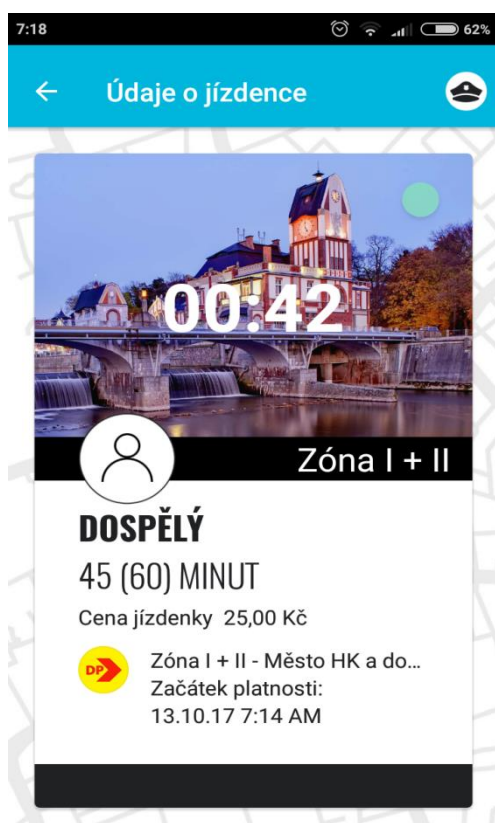 7:18 62%
Údaje o jízdence
00:42
Zóna I + II
DOSPĚLÝ
45 (60) MINUT
Cena jízdenky 25,00 Kč
DP
Zóna I + II - Město HK a do...
Začátek platnosti:
13.10.17 7:14 AM